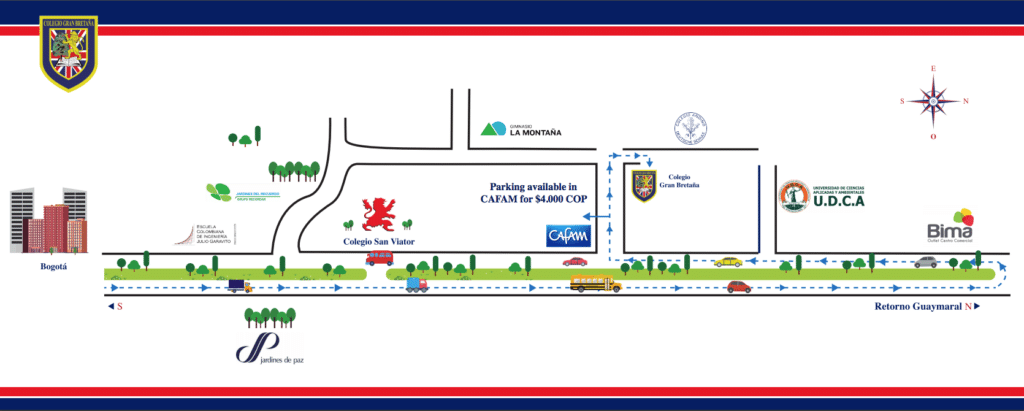 COLEGIO GRAN BRETAÑA
E
S
N
O
GIMNASIO
LA MONTAÑA
Parking available in
CAFAM for $4.000 COP
Colegio
Gran Bretaña
UNIVERSIDAD DE CIENCIAS
APLICADAS Y AMBIENTALES
U.D.C.A
JARDINES DEL RECUERDO
ESCUELA
COLOMBIANA
DE INGENIERÍA
JULIO GARAVITO
Colegio San Viator
CAFAM
Bima
Outlet Centro Comercial
Bogotá
S
Retorno Guaymaral N
jardines de paz